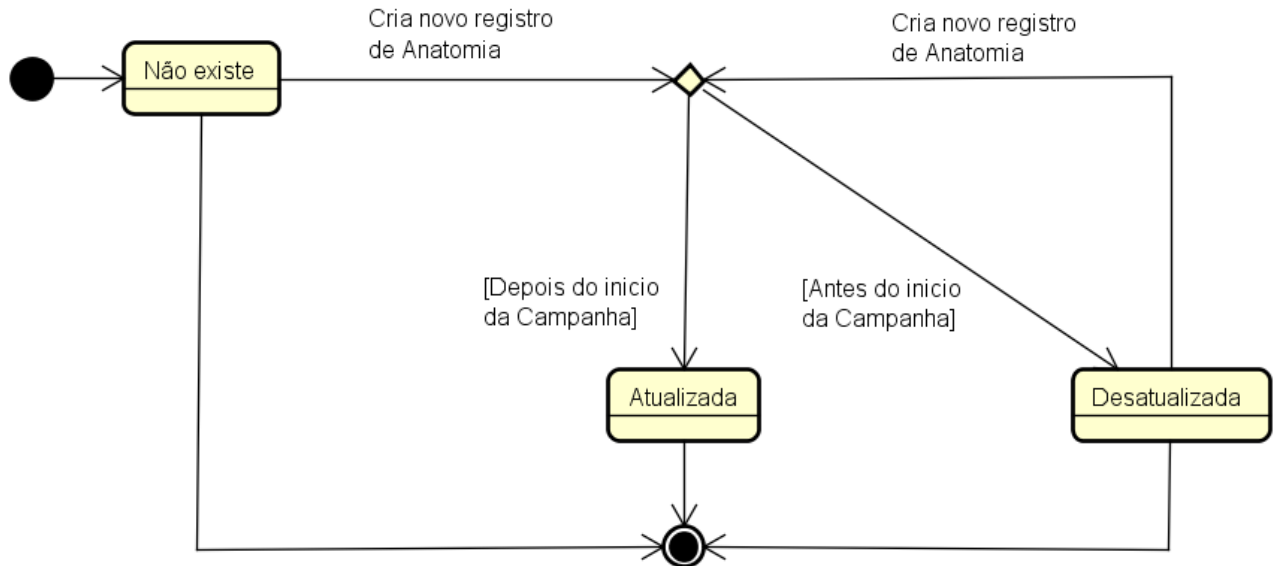 Cria novo registro
de Anatomia
Cria novo registro
de Anatomia
Não existe
[Depois do inicio
da Campanha]
[Antes do inicio
da Campanha]
Atualizada
Desatualizada